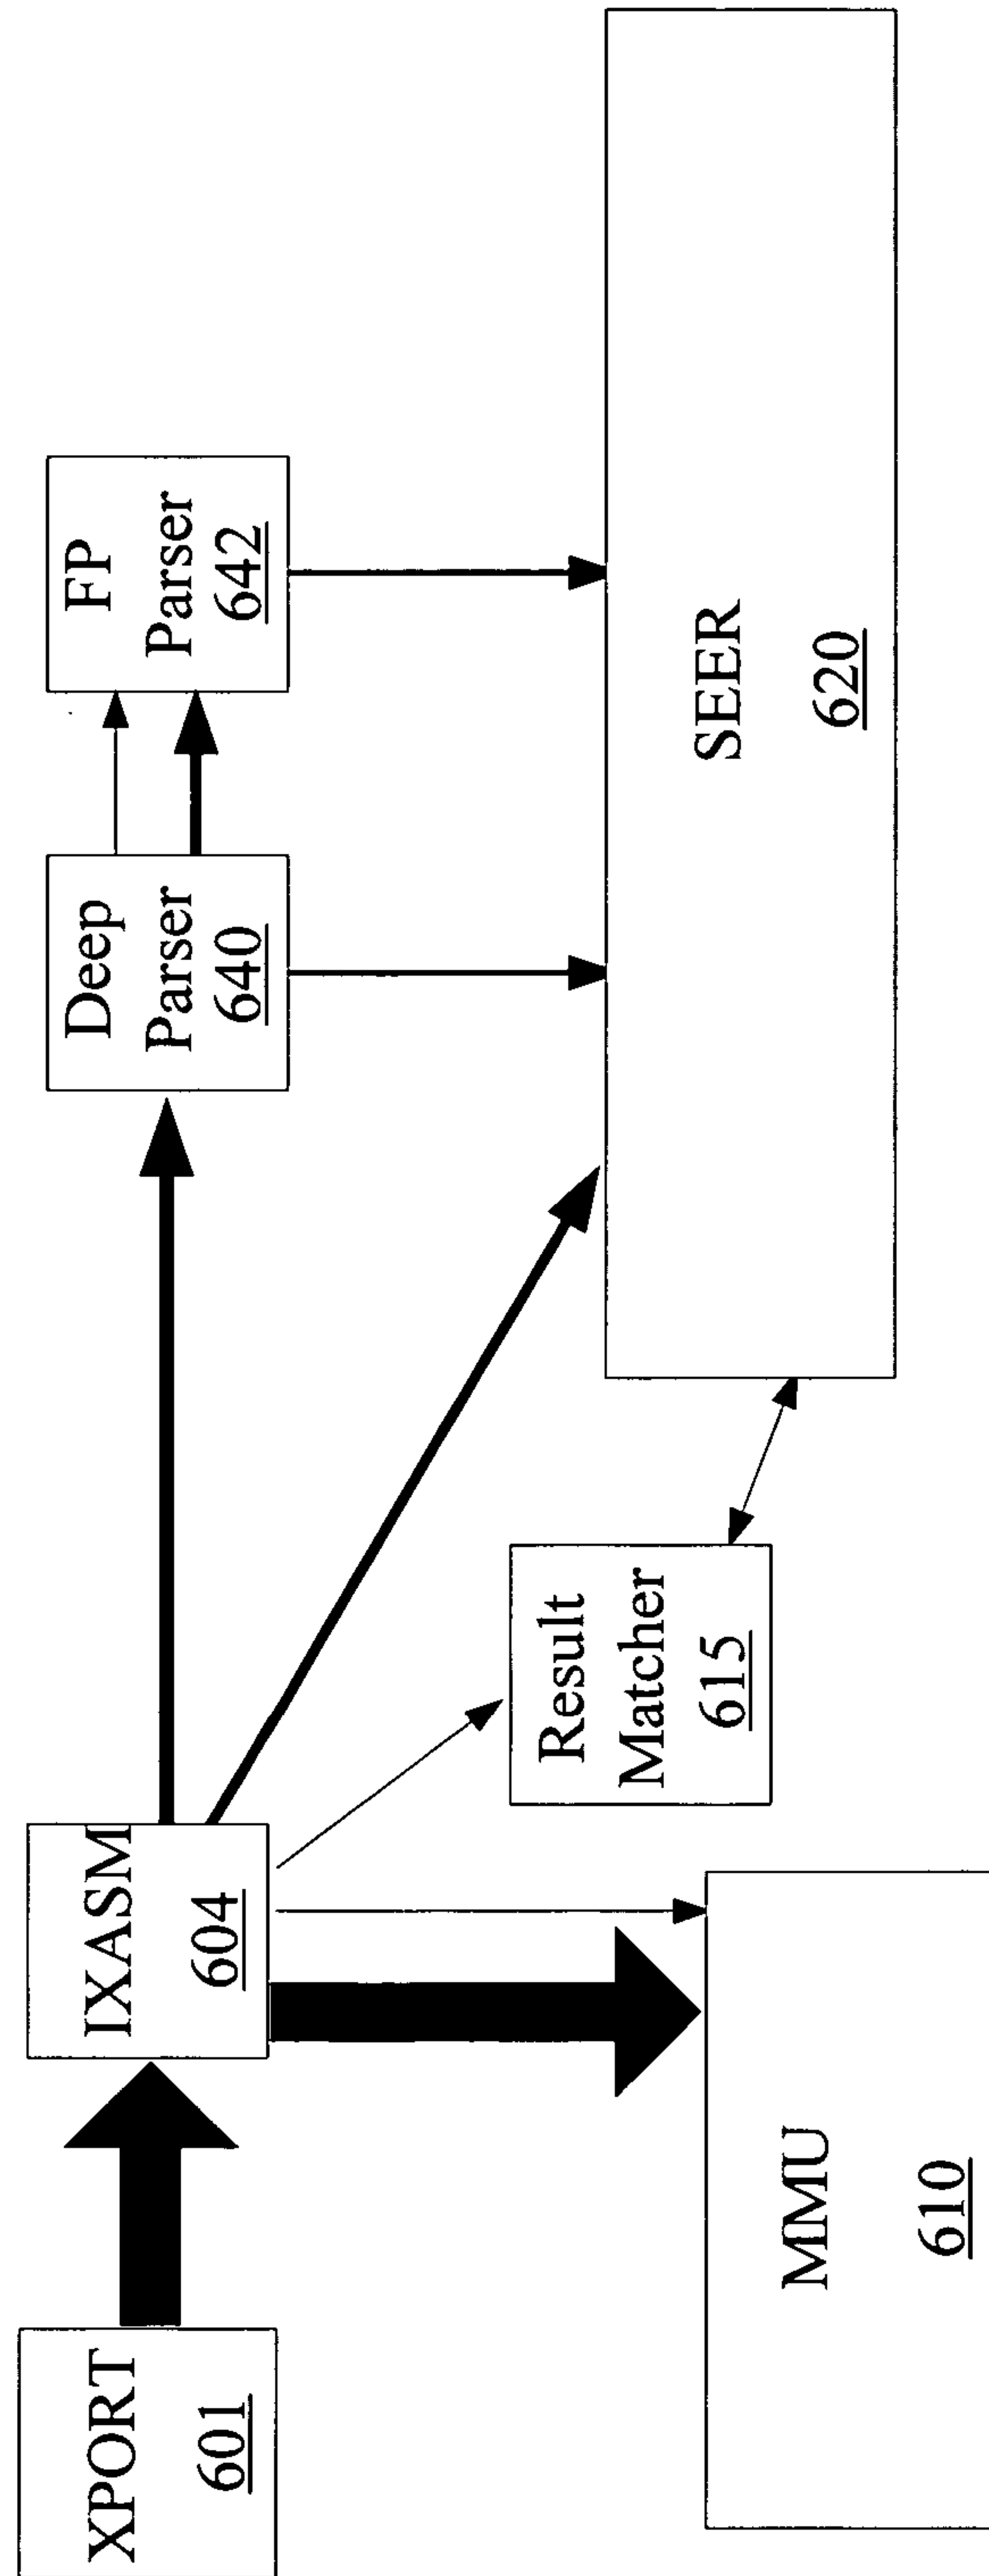 XPORT
601
IXASM
604
Deep
Parser
640
FP
Parser
642
Result
Matcher
615
MMU
610
SEER
620